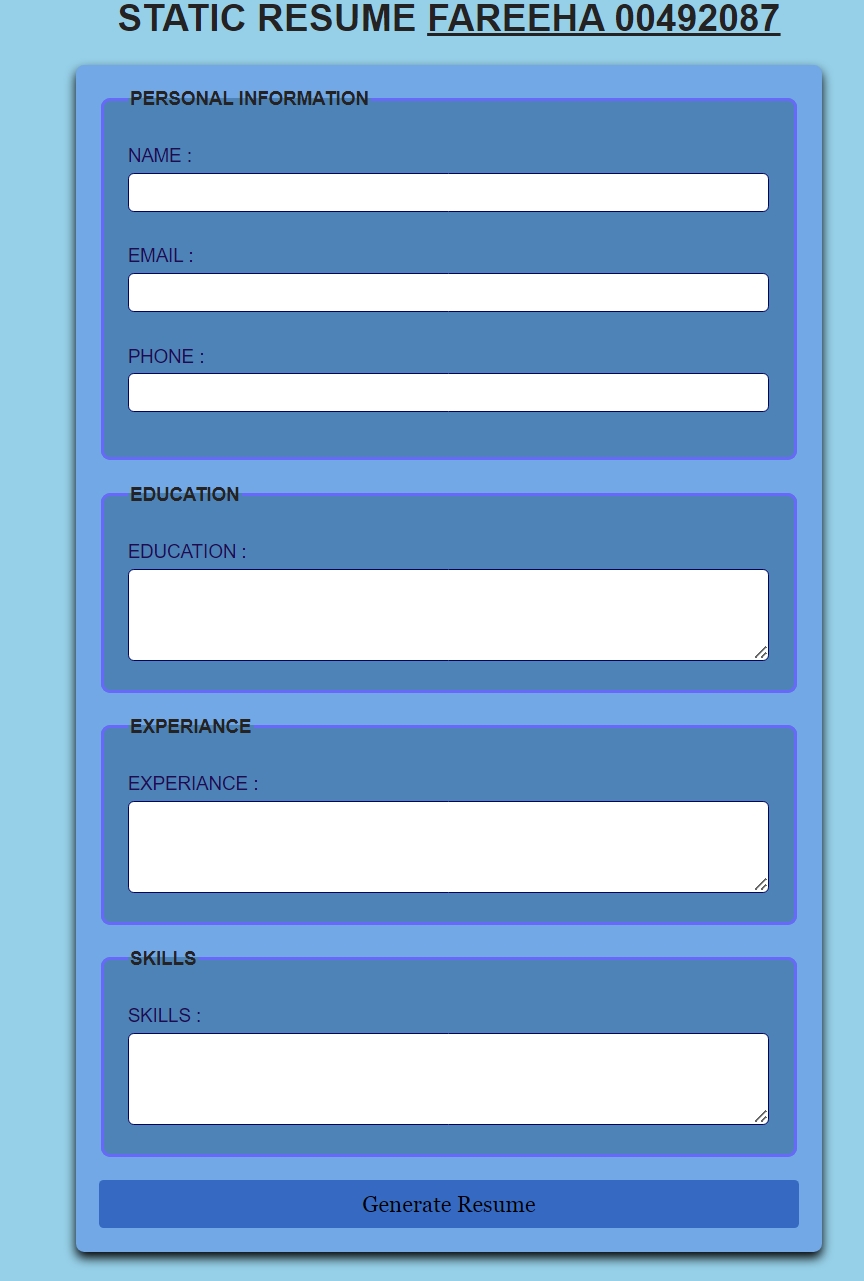 STATIC RESUME FAREEHA 00492087
PERSONAL INFORMATION
NAME :
EMAIL :
PHONE :
EDUCATION
EDUCATION :
EXPERIANCE
EXPERIANCE :
SKILLS
SKILLS :
Generate Resume